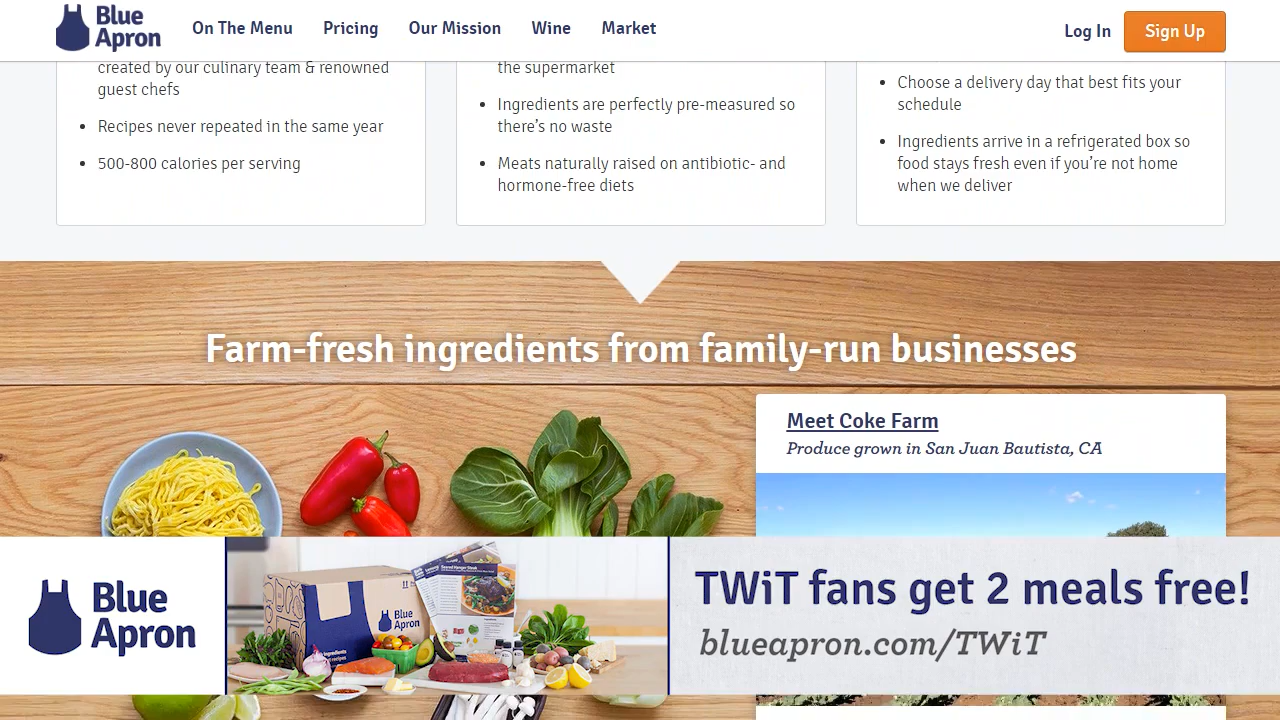 Blue
Apron
On The Menu
Pricing
Our Mission
Wine
Market
Log In
Sign Up
created by our culinary team & renowned
guest chefs
Recipes never repeated in the same year
500-800 calories per serving
the supermarket
Ingredients are perfectly pre-measured so
there's no waste
Meats naturally raised on antibiotic- and
hormone-free diets
Choose a delivery day that best fits your
schedule
Ingredients arrive in a refrigerated box so
food stays fresh even if you're not home
when we deliver
Farm-fresh ingredients from family-run businesses
Meet Coke Farm
Produce grown in San Juan Bautista, CA
Blue
Apron
Blue
Apron
TWiT fans get 2 meals free!
blueapron.com/TWiT